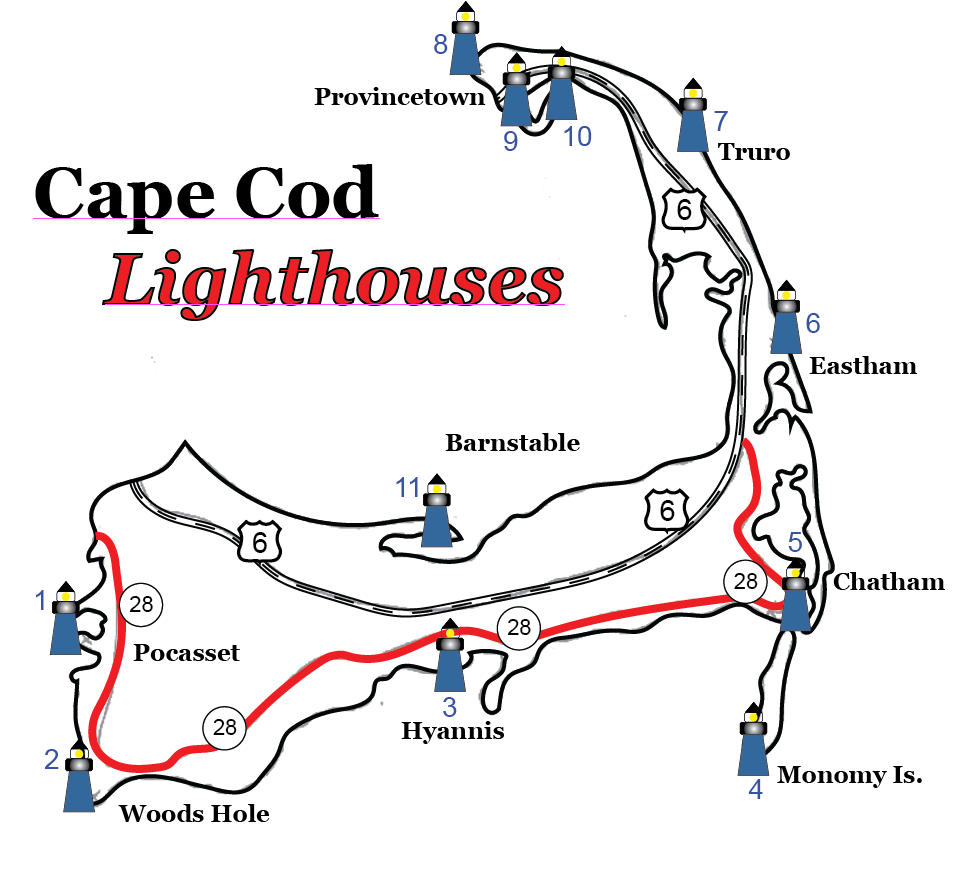 8
Provincetown
9
10
7
Truro
Cape Cod
6
Lighthouses
6
Eastham
Barnstable
11
6
6
5
28
Chatham
1
28
28
Pocasset
3
28
Hyannis
2
Monomy Is.
4
Woods Hole